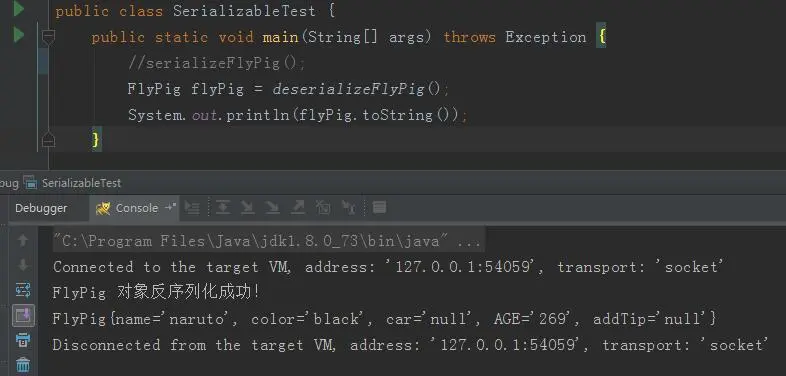 public class SerializableTest {
public static void main(String[] args) throws Exception {
//serializeFlyPig();
FlyPig flyPig = deserializeFlyPig();
System.out.println(flyPig.toString());
}
bug SerializableTest
Debugger Console
"C:\Program Files\Java\jdk1.8.0_73\bin\java" ...
Connected to the target VM, address: '127.0.0.1:54059', transport: 'socket'
FlyPig 对象反序列化成功!
FlyPig{name='naruto', color='black', car='null', AGE='269', addTip='null'}
Disconnected from the target VM, address: '127.0.0.1:54059', transport: 'socket'